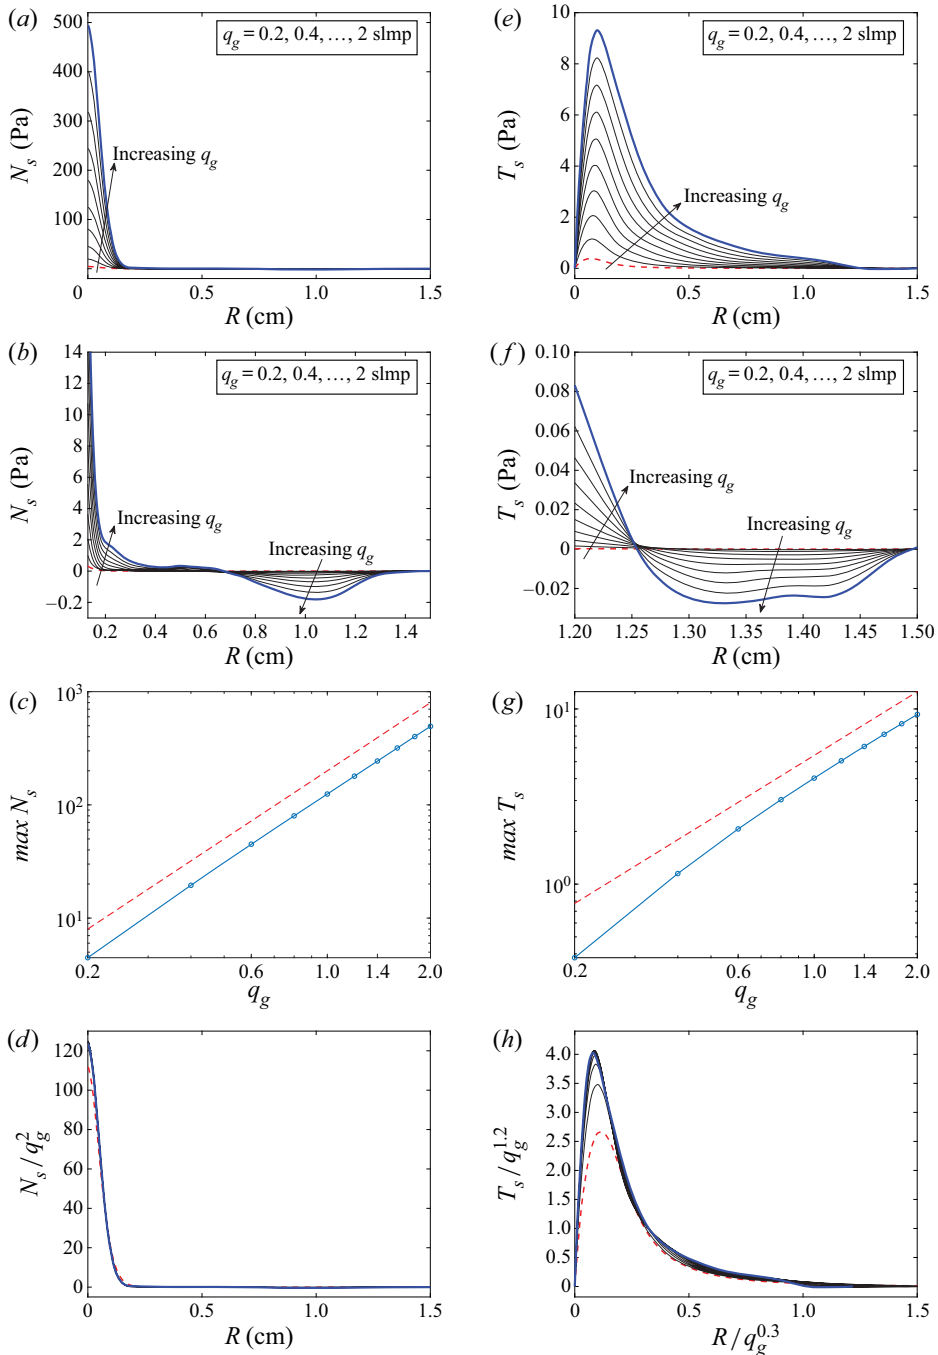 (a)
q_g = 0.2, 0.4, …, 2 slmp
500
400
300
200
100
0
0.5
1.0
1.5
N_s (Pa)
R (cm)
Increasing q_g
(e)
q_g = 0.2, 0.4, …, 2 slmp
10
8
6
4
2
0
0
0.5
1.0
1.5
T_s (Pa)
R (cm)
Increasing q_g
(b)
q_g = 0.2, 0.4, …, 2 slmp
14
12
10
8
6
4
2
0
−0.2
0.2
0.4
0.6
0.8
1.0
1.2
1.4
N_s (Pa)
R (cm)
Increasing q_g
Increasing q_g
(f)
q_g = 0.2, 0.4, …, 2 slmp
0.10
0.08
0.06
0.04
0.02
0
−0.02
1.20
1.25
1.30
1.35
1.40
1.45
1.50
T_s (Pa)
R (cm)
Increasing q_g
Increasing q_g
(c)
10^3
10^2
10^1
0.2
0.6
1.0
1.4
2.0
max N_s
q_g
(g)
10^1
10^0
0.2
0.6
1.0
1.4
2.0
max T_s
q_g
(d)
120
100
80
60
40
20
0
0
0.5
1.0
1.5
N_s/q_g^2
R (cm)
(h)
4.0
3.5
3.0
2.5
2.0
1.5
1.0
0.5
0
0
0.5
1.0
1.5
T_s/q_g^1.2
R/q_g^0.3